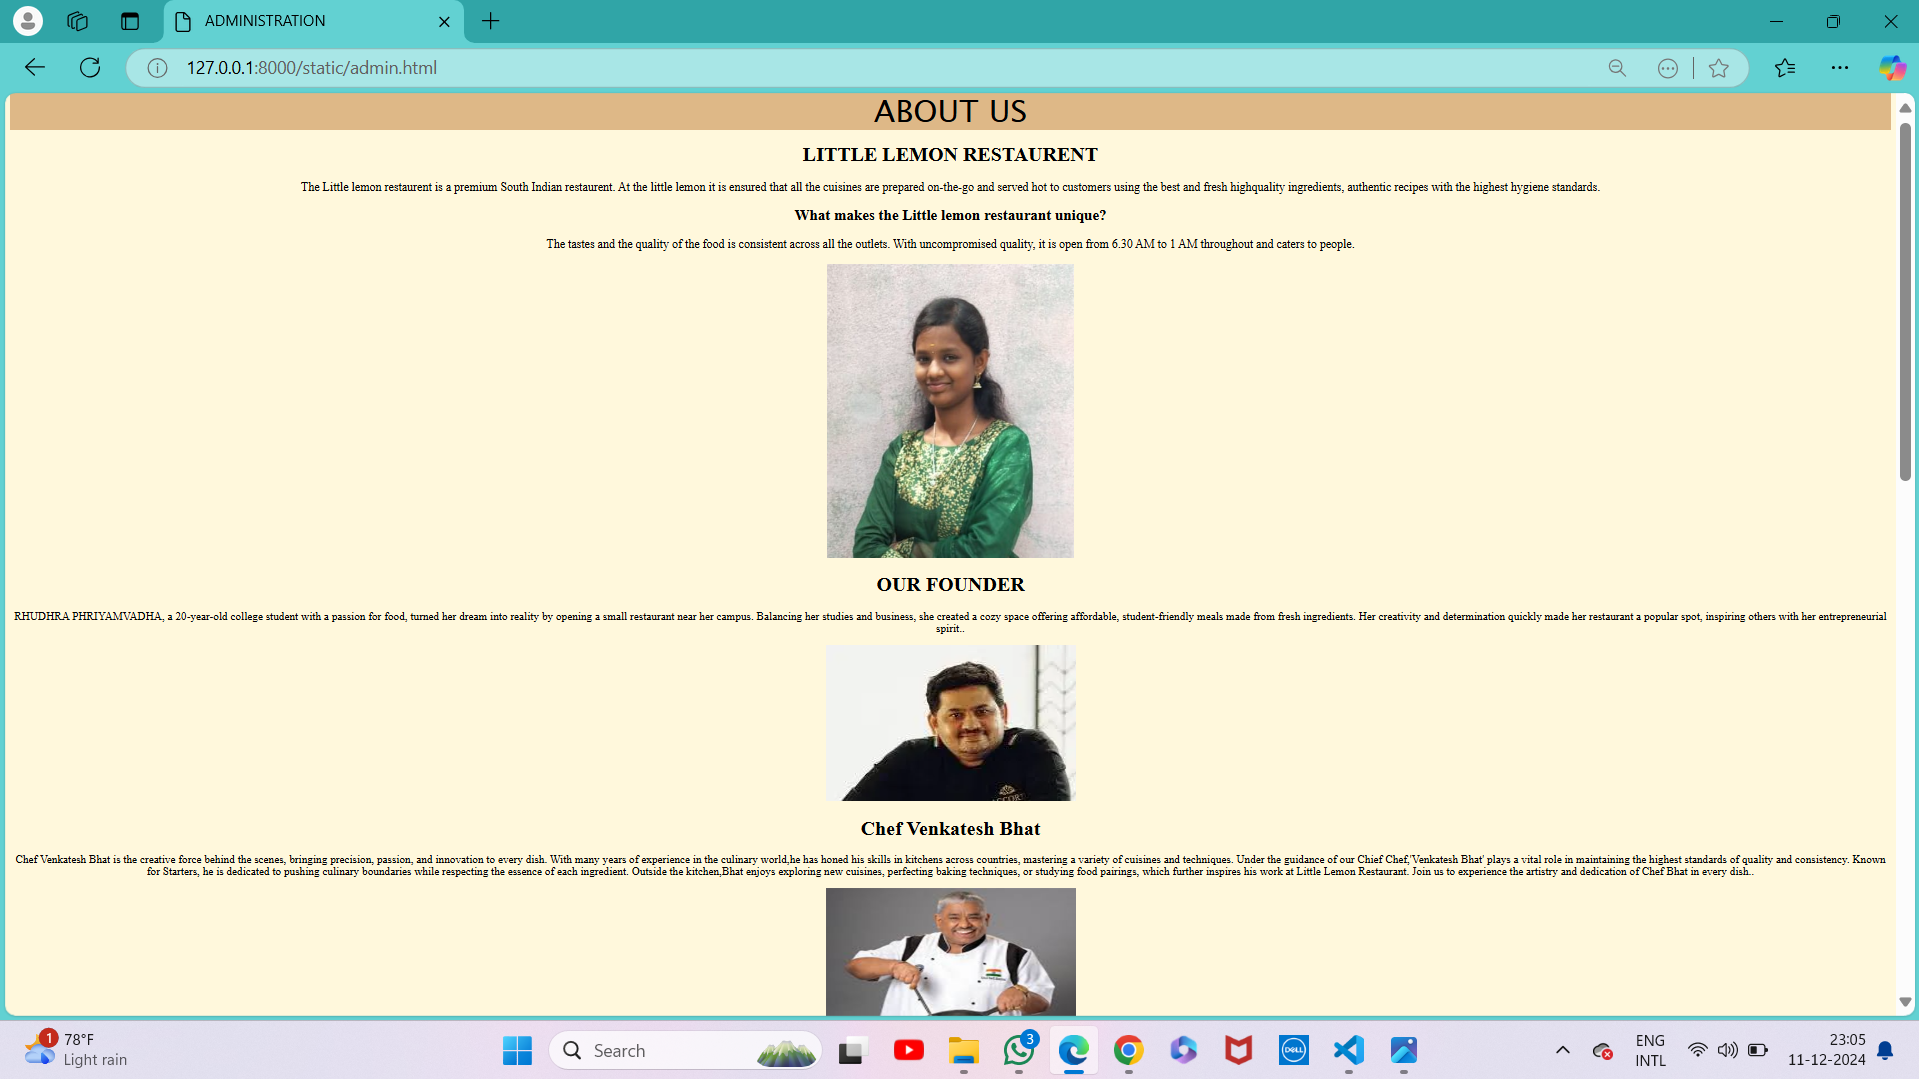 ADMINISTRATION
127.0.0.1:8000/static/admin.html
ABOUT US
LITTLE LEMON RESTAURENT
The Little lemon restaurent is a premium South Indian restaurent. At the little lemon it is ensured that all the cuisines are prepared on-the-go and served hot to customers using the best and fresh highquality ingredients, authentic recipes with the highest hygiene standards.
What makes the Little lemon restaurant unique?
The tastes and the quality of the food is consistent across all the outlets. With uncompromised quality, it is open from 6.30 AM to 1 AM throughout and caters to people.
OUR FOUNDER
RHUDHRA PHRIYAMVADHA, a 20-year-old college student with a passion for food, turned her dream into reality by opening a small restaurant near her campus. Balancing her studies and business, she created a cozy space offering affordable, student-friendly meals made from fresh ingredients. Her creativity and determination quickly made her restaurant a popular spot, inspiring others with her entrepreneurial
spirit..
Chef Venkatesh Bhat
Chef Venkatesh Bhat is the creative force behind the scenes, bringing precision, passion, and innovation to every dish. With many years of experience in the culinary world,he has honed his skills in kitchens across countries, mastering a variety of cuisines and techniques. Under the guidance of our Chief Chef,'Venkatesh Bhat' plays a vital role in maintaining the highest standards of quality and consistency. Known
for Starters, he is dedicated to pushing culinary boundaries while respecting the essence of each ingredient. Outside the kitchen,Bhat enjoys exploring new cuisines, perfecting baking techniques, or studying food pairings, which further inspires his work at Little Lemon Restaurant. Join us to experience the artistry and dedication of Chef Bhat in every dish..
1
78°F
Light rain
Search
3
DELL
ENG
INTL
23:05
11-12-2024